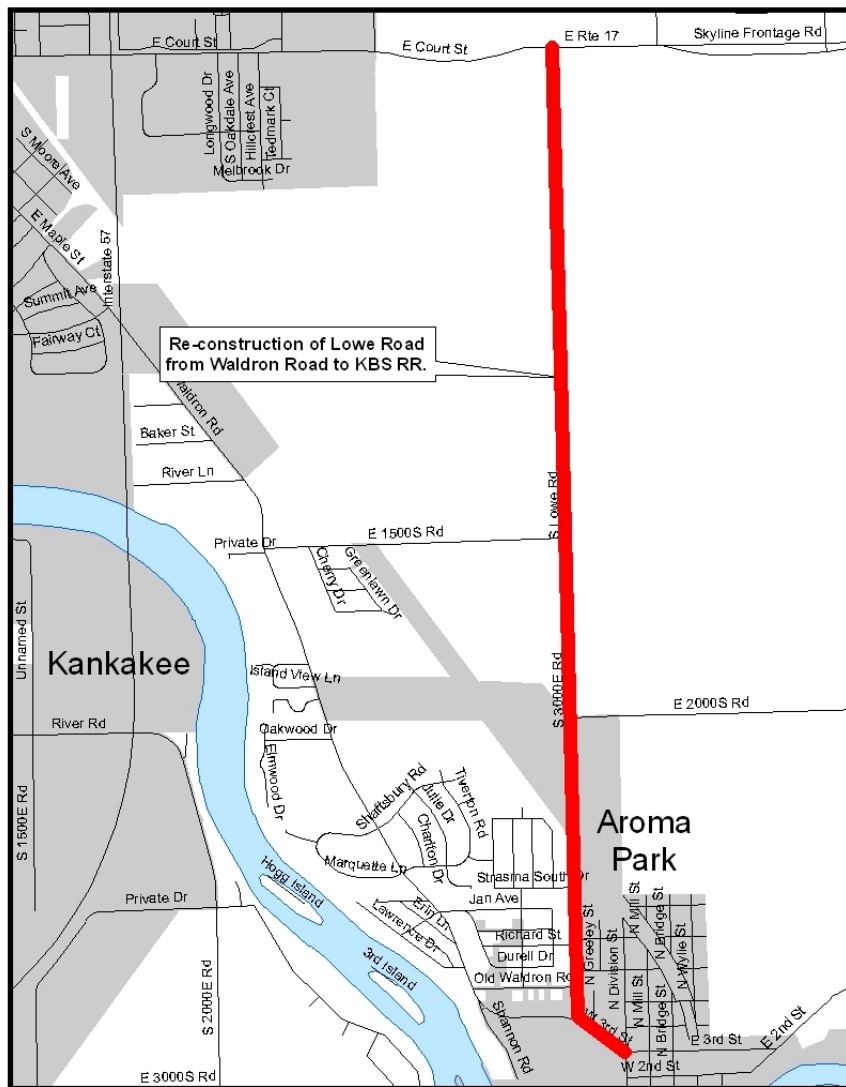 E Court St
E Court St
E Rte 17
Skyline Frontage Rd
Longwood Dr
S Oakdale Ave
Hillcrest Ave
Tedmark Ct
Melbrook Dr
S Moore Ave
E Maple St
Interstate 57
Summit Ave
Fairway Ct
Re-construction of Lowe Road
from Waldron Road to KBS RR.
Waldron Rd
Baker St
River Ln
S Lowe Rd
E 1500S Rd
Private Dr
Cherry Dr
Greenlawn Dr
Unnamed St
Kankakee
Island View Ln
S 3000E Rd
E 2000S Rd
River Rd
Oakwood Dr
Elmwood Dr
S 1500E Rd
Shaftsbury Rd
Julie Dr
Tiverton Rd
Charlton Dr
Aroma
Park
Marquette Ln
Strasma South Dr
Hogg Island
Private Dr
Jan Ave
Erin Ln
Lawrence Dr
Richard St
Durell Dr
Old Waldron Rd
3rd Island
N Greeley St
N Division St
N Mill St
N Bridge St
N Wylie St
N Mill St
N Bridge St
S 2000E Rd
Shannon Rd
W 3rd St
E 3rd St
E 2nd St
W 2nd St
E 3000S Rd